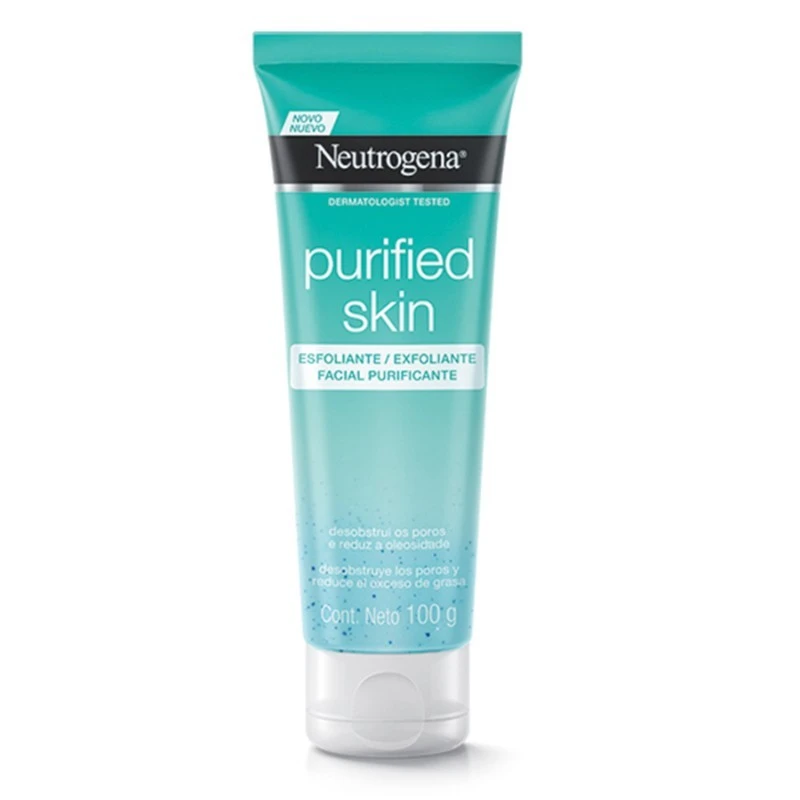 NOVO
NUEVO
Neutrogena®
DERMATOLOGIST TESTED
purified
skin
ESFOLIANTE / EXFOLIANTE
FACIAL PURIFICANTE
desobstrui os poros
e reduz a oleosidade
desobstruye los poros y
reduce el exceso de grasa
Cont. Neto 100 g